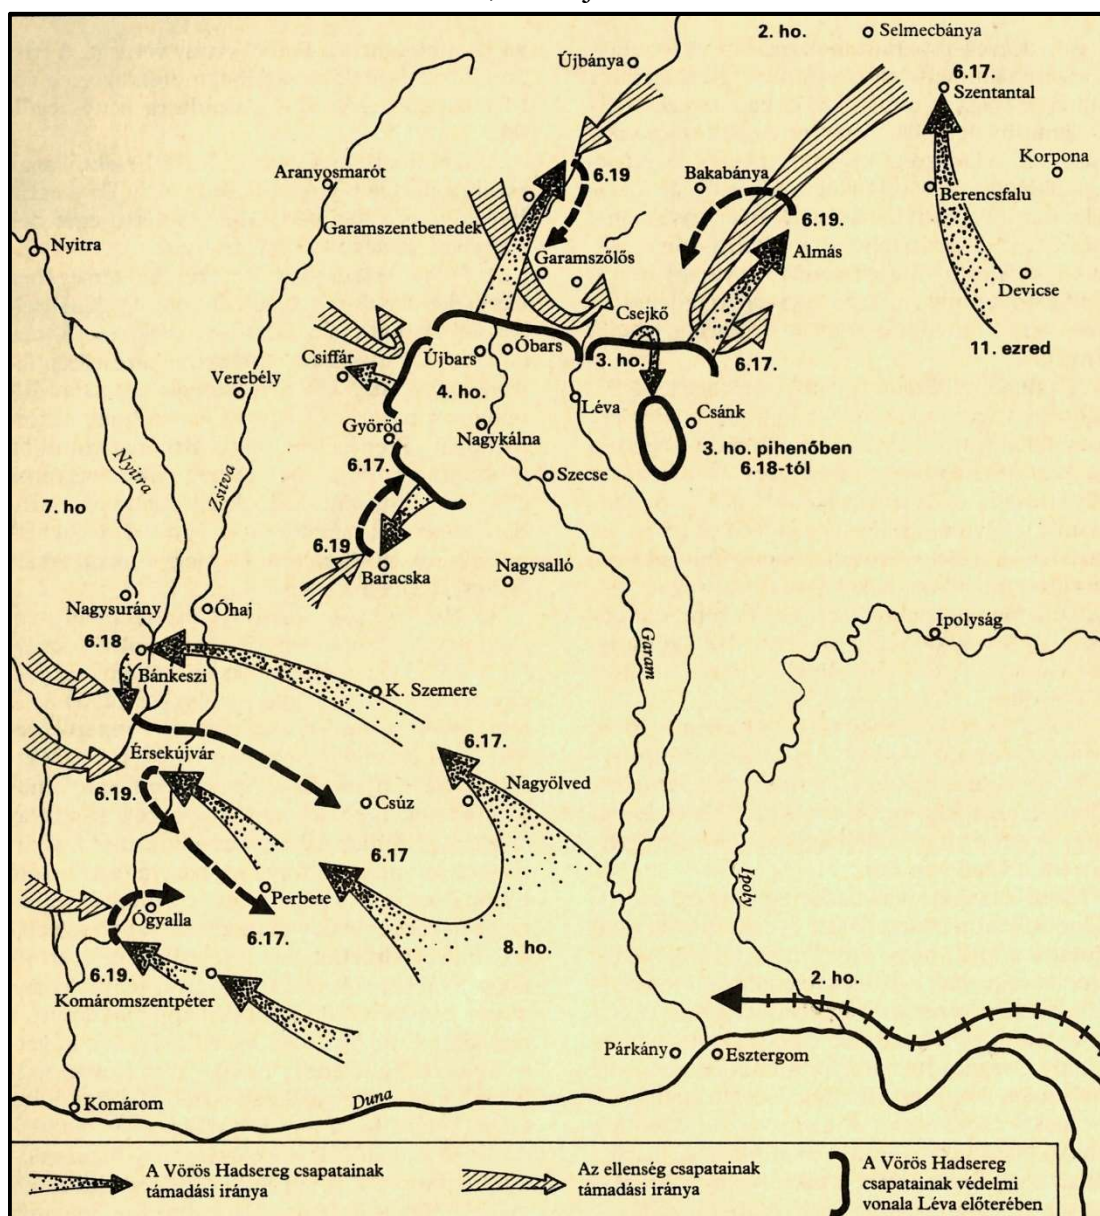 2. ho.
Selmecbánya
Újbánya
6.17.
Szentantal
Korpona
Aranyosmarót
6.19
Bakabánya
Berencsfalu
Garamszentbenedek
6.19.
Nyitra
Garamszőlős
Almás
Devicse
Csejkő
11. ezred
Csiffár
Újbars
Óbars
3. ho.
6.17.
Verebély
4. ho.
Léva
Csánk
Györöd
Nagykálna
3. ho. pihenőben
6.18-tól
6.17.
Nyitra
Zsitva
Szecse
7. ho
6.19
Baracska
Nagysalló
Nagysurány
Óhaj
Ipolyság
6.18
Bánkeszi
Garam
K. Szemere
6.17.
Érsekújvár
Nagyölved
6.19.
Csúz
6.17
Perbete
Ipoly
Ógyalla
6.17.
8. ho.
6.19.
Komáromszentpéter
2. ho.
Párkány
Esztergom
Komárom
Duna
A Vörös Hadsereg csapatainak
támadási iránya
Az ellenség csapatainak
támadási iránya
A Vörös Hadsereg
csapatainak védelmi
vonala Léva előterében